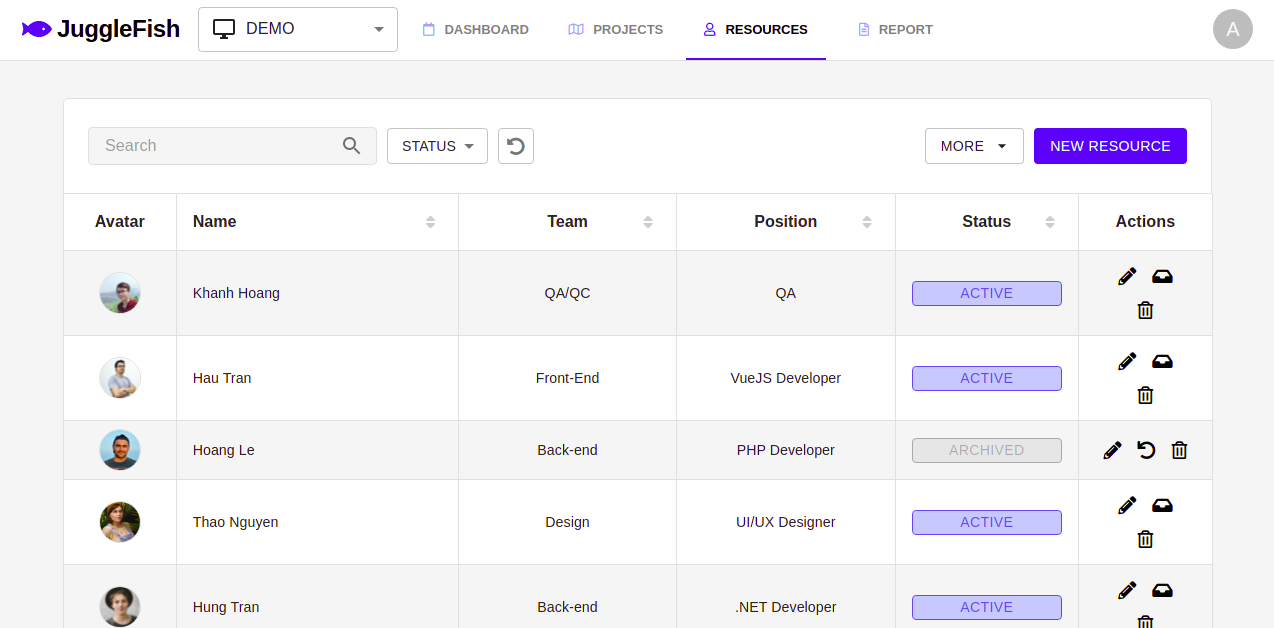 JuggleFish DEMO DASHBOARD PROJECTS RESOURCES REPORT A
Search STATUS MORE NEW RESOURCE
Avatar Name Team Position Status Actions
Khanh Hoang QA/QC QA ACTIVE
Hau Tran Front-End VueJS Developer ACTIVE
Hoang Le Back-end PHP Developer ARCHIVED
Thao Nguyen Design UI/UX Designer ACTIVE
Hung Tran Back-end .NET Developer ACTIVE